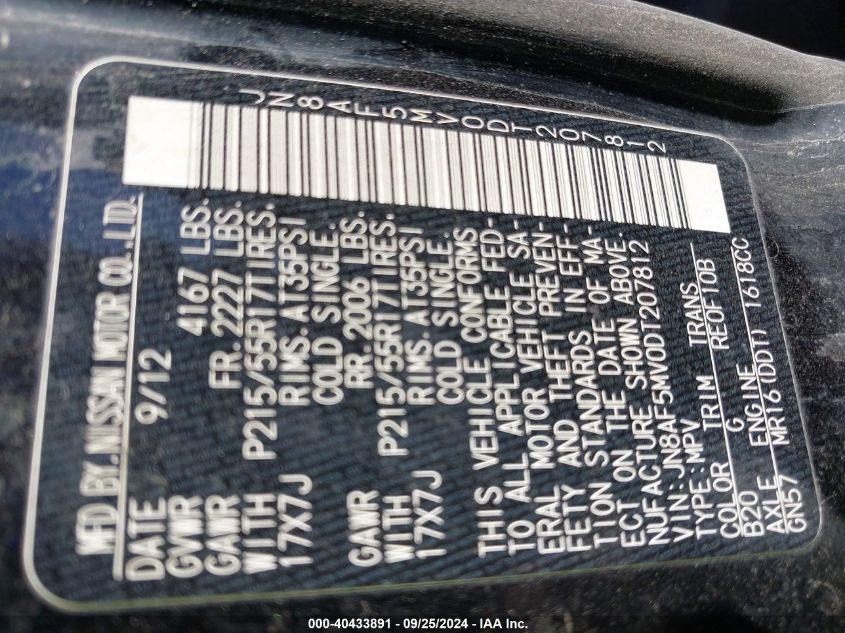 MFD BY.NISSAN MOTOR CO.,LTD.
DATE 9/12
GVWR 4167 LBS.
GAWR FR. 2227 LBS.
WITH P215/55R17TIRES.
17X7J RIMS. AT35PSI
COLD SINGLE.
GAWR RR. 2006 LBS.
WITH P215/55R17TIRES.
17X7J RIMS. AT35PSI
COLD SINGLE.
THIS VEHICLE CONFORMS
TO ALL APPLICABLE FED-
ERAL MOTOR VEHICLE SA-
FETY AND THEFT PREVEN-
TION STANDARDS IN EFF-
ECT ON THE DATE OF MA-
NUFACTURE SHOWN ABOVE.
VIN:JN8AF5MV0DT207812
TYPE:MPV
COLOR TRIM TRANS
B20 G RE0F10B
AXLE ENGINE
GN57 MR16(DDT) 1618CC
JN8AF5MV0DT207812
000-40433891 - 09/25/2024 - IAA Inc.